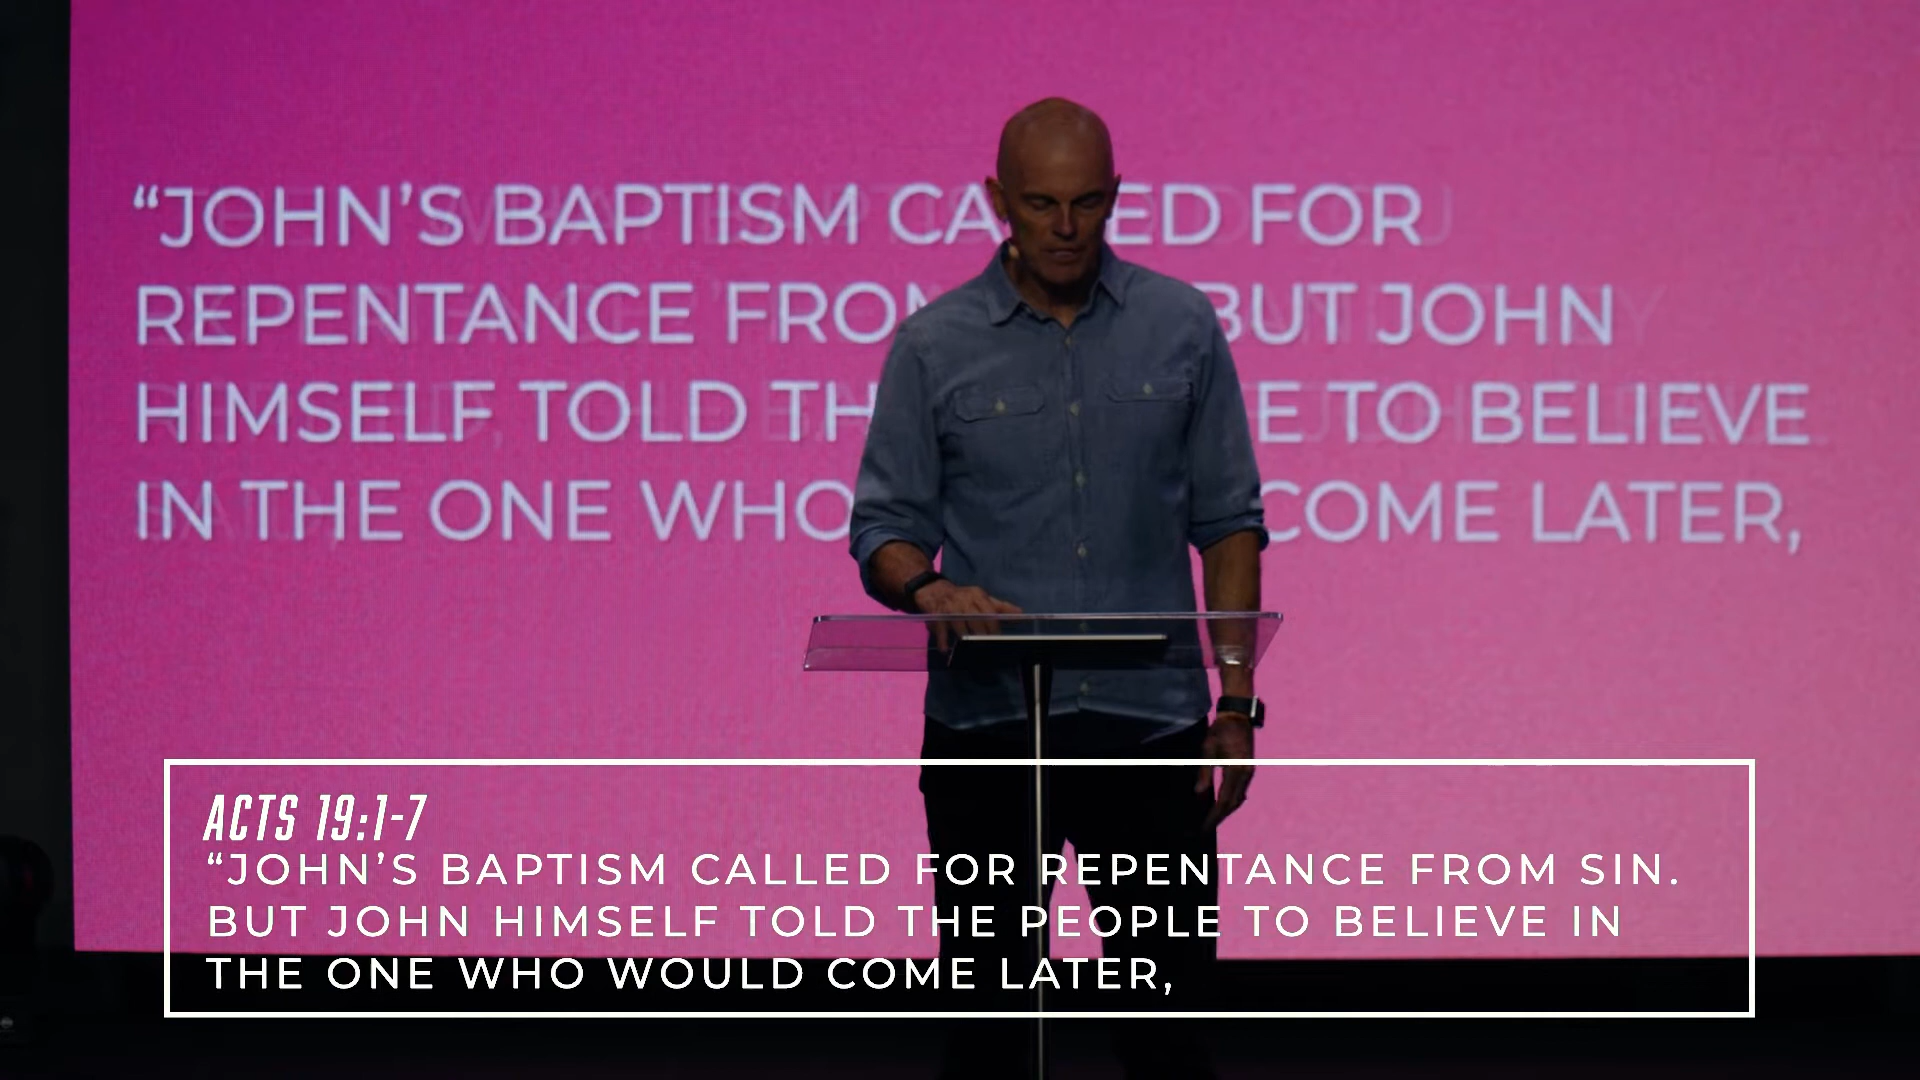 “JOHN’S BAPTISM CA ED FOR
REPENTANCE FRO BUT JOHN
HIMSELF TOLD TH E TO BELIEVE
IN THE ONE WHO COME LATER,
ACTS 19:1-7
“JOHN’S BAPTISM CALLED FOR REPENTANCE FROM SIN.
BUT JOHN HIMSELF TOLD THE PEOPLE TO BELIEVE IN
THE ONE WHO WOULD COME LATER,